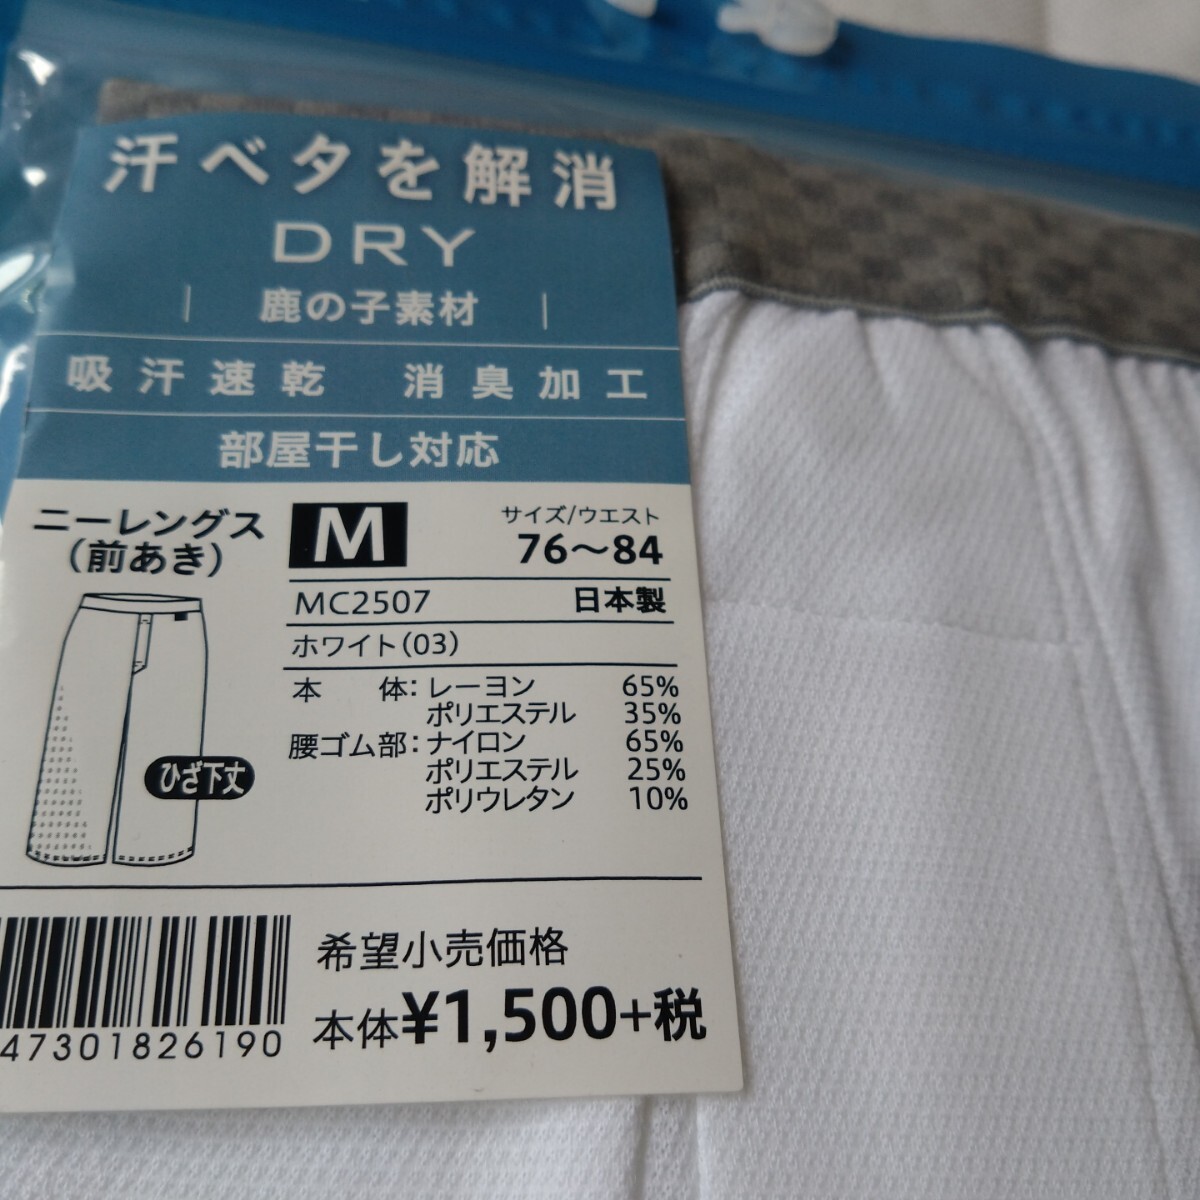 汗ベタを解消
DRY
鹿の子素材
吸汗速乾 消臭加工
部屋干し対応
ニーレングス
(前あき)
M
サイズ/ウエスト
76～84
MC2507 日本製
ホワイト(03)
本 体:レーヨン 65%
ポリエステル 35%
腰ゴム部:ナイロン 65%
ポリエステル 25%
ポリウレタン 10%
ひざ下丈
希望小売価格
本体¥1,500+税
47301826190